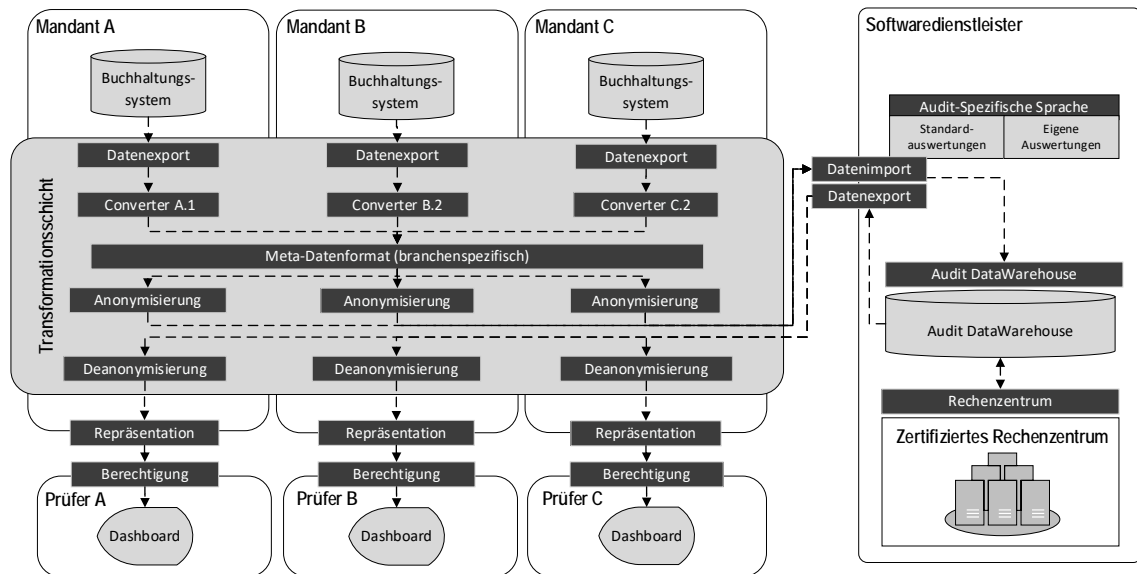 Mandant A
Mandant B
Mandant C
Softwaredienstleister
Buchhaltungs-
system
Buchhaltungs-
system
Buchhaltungs-
system
Audit-Spezifische Sprache
Standard-
auswertungen
Eigene
Auswertungen
Transformationsschicht
Datenexport
Datenexport
Datenexport
Datenimport
Datenexport
Converter A.1
Converter B.2
Converter C.2
Meta-Datenformat (branchenspezifisch)
Anonymisierung
Anonymisierung
Anonymisierung
Audit DataWarehouse
Audit DataWarehouse
Deanonymisierung
Deanonymisierung
Deanonymisierung
Rechenzentrum
Zertifiziertes Rechenzentrum
Repräsentation
Repräsentation
Repräsentation
Berechtigung
Berechtigung
Berechtigung
Prüfer A
Prüfer B
Prüfer C
Dashboard
Dashboard
Dashboard